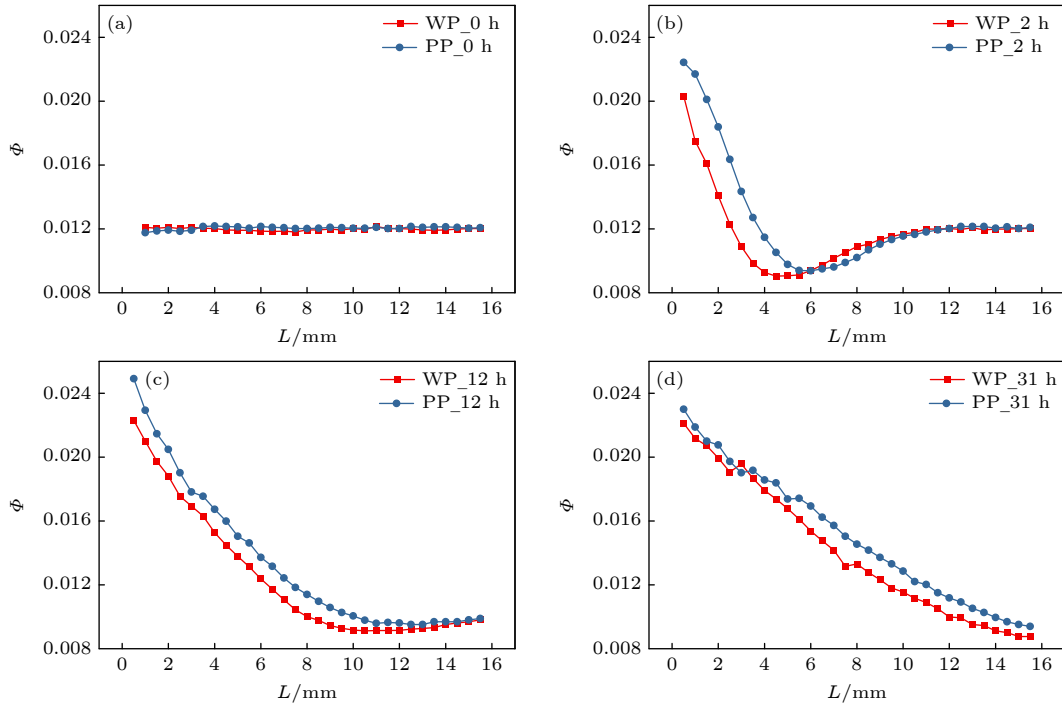 (a)
WP_0 h
PP_0 h
0.024
0.020
0.016
0.012
0.008
Φ
0 2 4 6 8 10 12 14 16
L/mm
(b)
WP_2 h
PP_2 h
0.024
0.020
0.016
0.012
0.008
Φ
0 2 4 6 8 10 12 14 16
L/mm
(c)
WP_12 h
PP_12 h
0.024
0.020
0.016
0.012
0.008
Φ
0 2 4 6 8 10 12 14 16
L/mm
(d)
WP_31 h
PP_31 h
0.024
0.020
0.016
0.012
0.008
Φ
0 2 4 6 8 10 12 14 16
L/mm